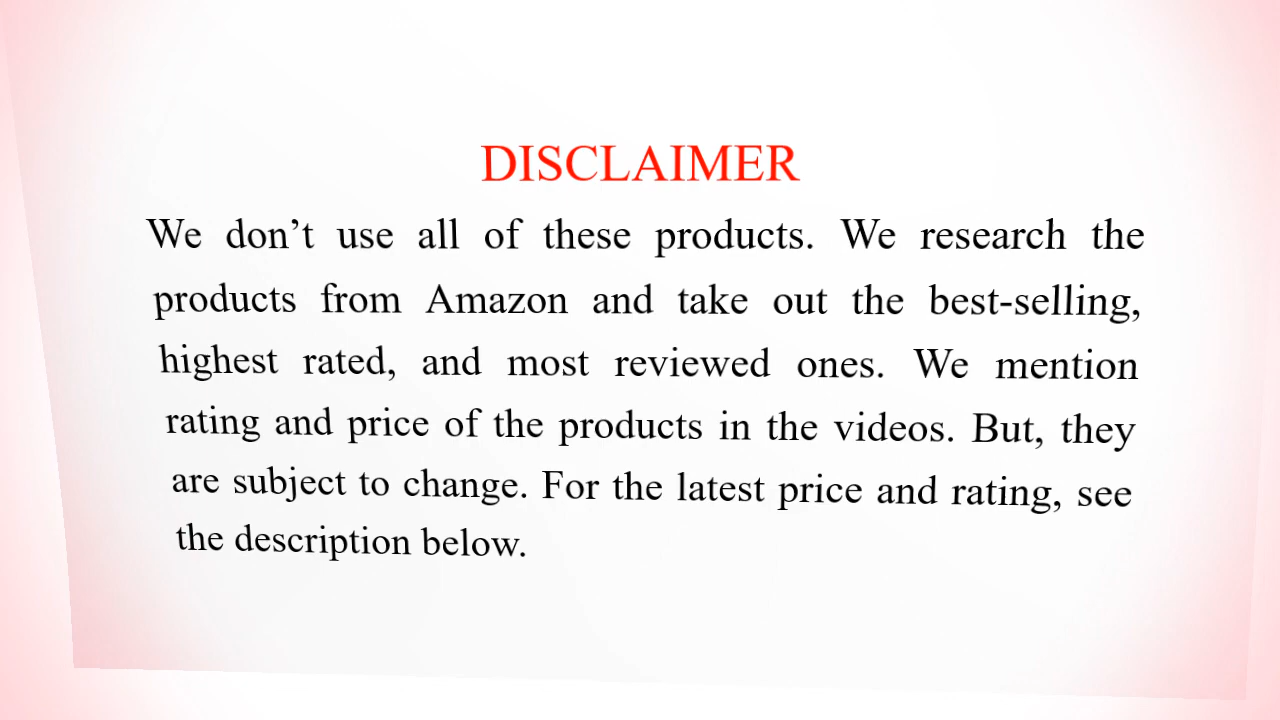 DISCLAIMER
We don’t use all of these products. We research the
products from Amazon and take out the best-selling,
highest rated, and most reviewed ones. We mention
rating and price of the products in the videos. But, they
are subject to change. For the latest price and rating, see
the description below.